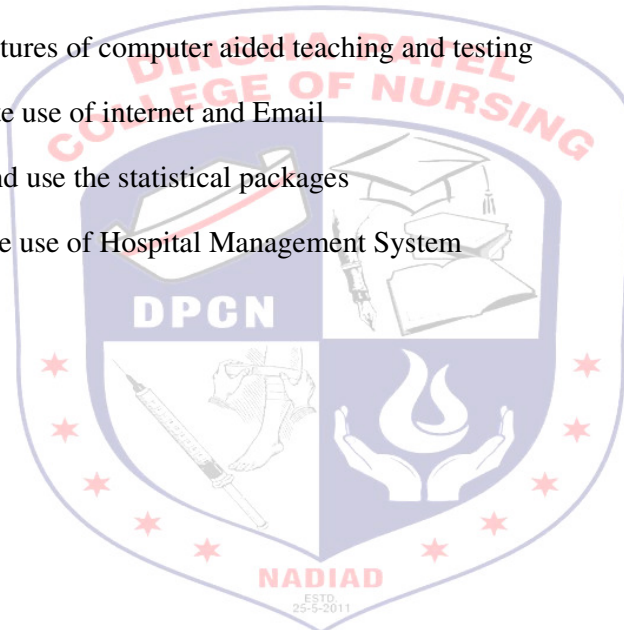 tures of computer aided teaching and testing
DINSHA PATEL
COLLEGE OF NURSING
e use of internet and Email
nd use the statistical packages
e use of Hospital Management System
DPCN
NADIAD
ESTD.
25-5-2011